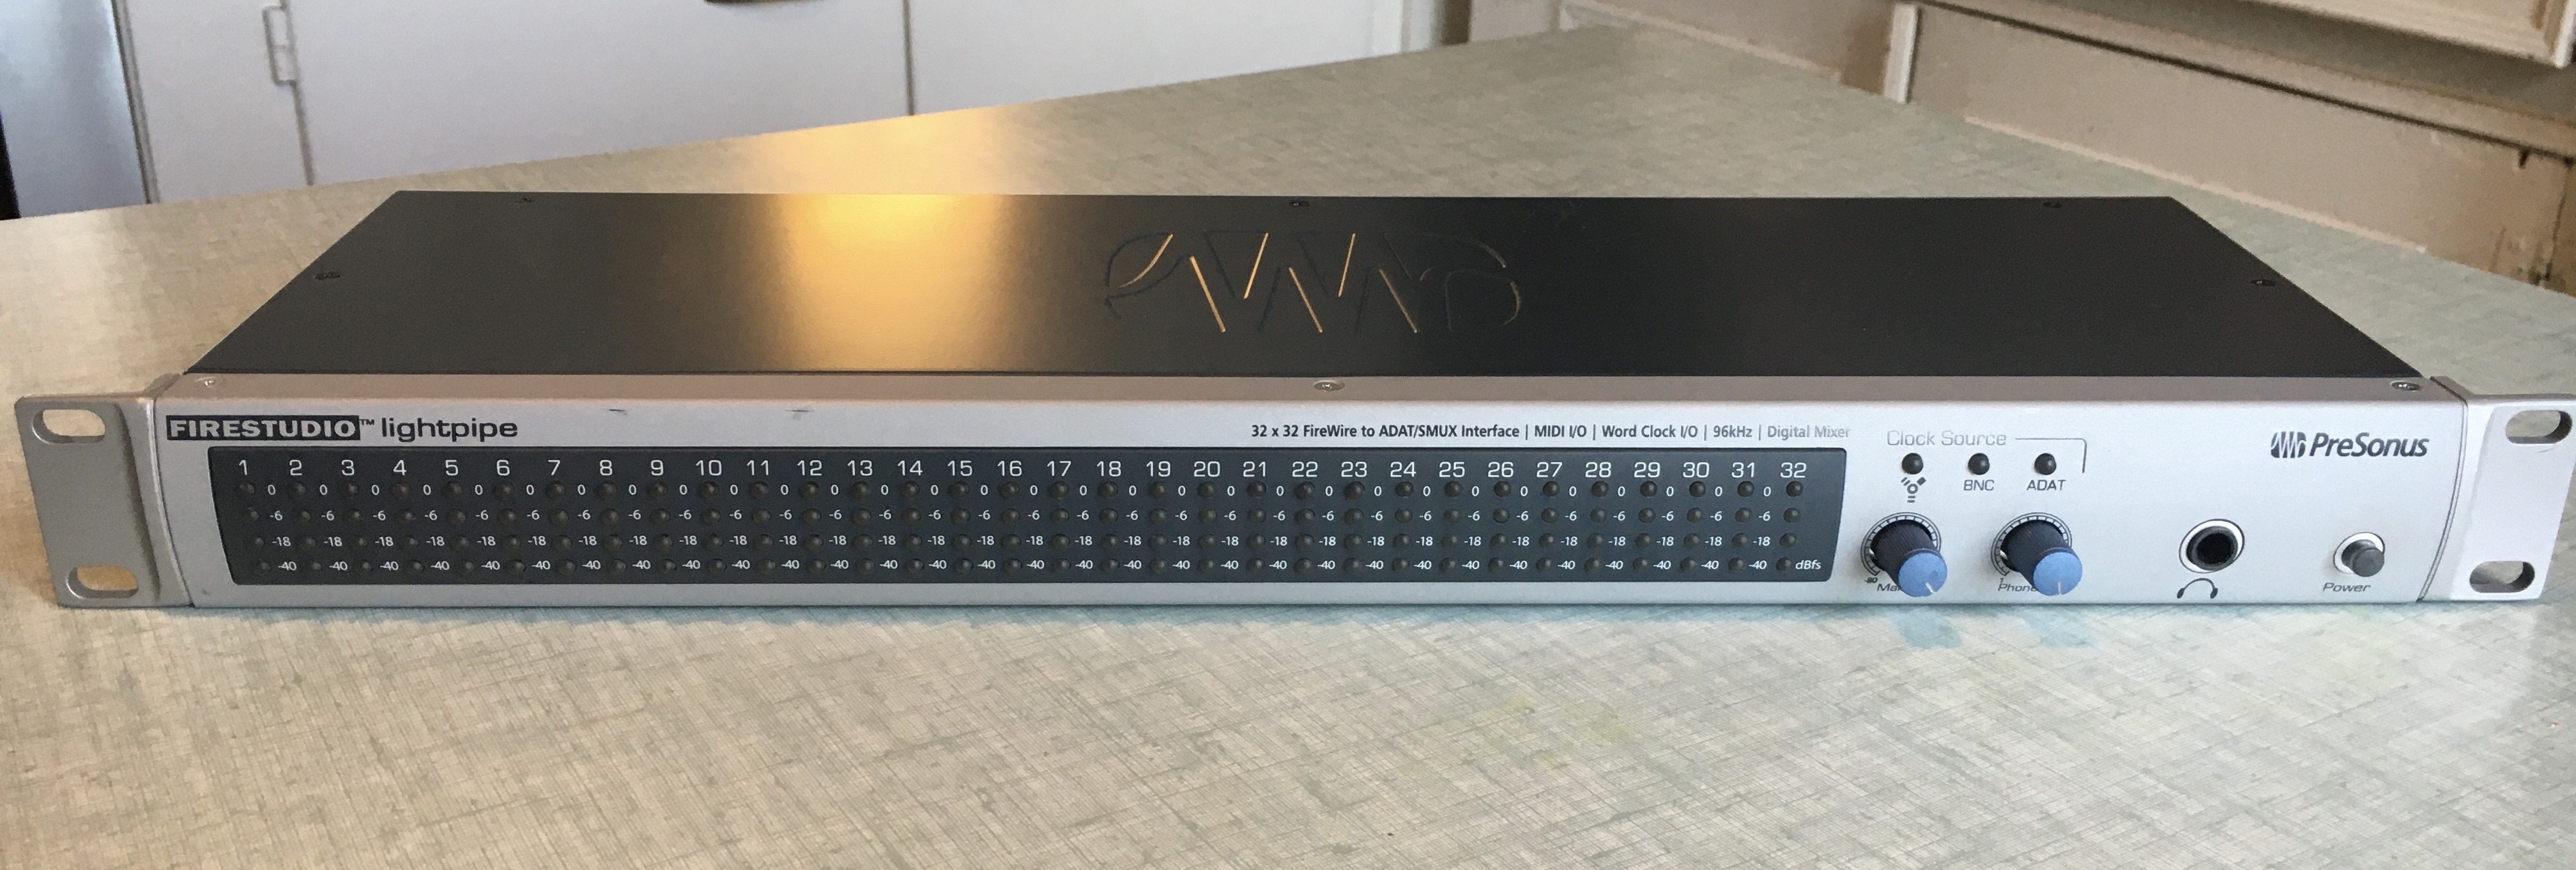 FIRESTUDIO™ lightpipe
32 x 32 FireWire to ADAT/SMUX Interface | MIDI I/O | Word Clock I/O | 96kHz | Digital Mixer
Clock Source
PreSonus
1 2 3 4 5 6 7 8 9 10 11 12 13 14 15 16 17 18 19 20 21 22 23 24 25 26 27 28 29 30 31 32
0 0 0 0 0 0 0 0 0 0 0 0 0 0 0 0 0 0 0 0 0 0 0 0 0 0 0 0 0 0 0
BNC ADAT
-6 -6 -6 -6 -6 -6 -6 -6 -6 -6 -6 -6 -6 -6 -6 -6 -6 -6 -6 -6 -6 -6 -6 -6 -6 -6 -6 -6 -6 -6 -6
-18 -18 -18 -18 -18 -18 -18 -18 -18 -18 -18 -18 -18 -18 -18 -18 -18 -18 -18 -18 -18 -18 -18 -18 -18 -18 -18 -18 -18 -18 -18
-40 -40 -40 -40 -40 -40 -40 -40 -40 -40 -40 -40 -40 -40 -40 -40 -40 -40 -40 -40 -40 -40 -40 -40 -40 -40 -40 -40 -40 -40 -40 dBfs
-80
Phone
Power